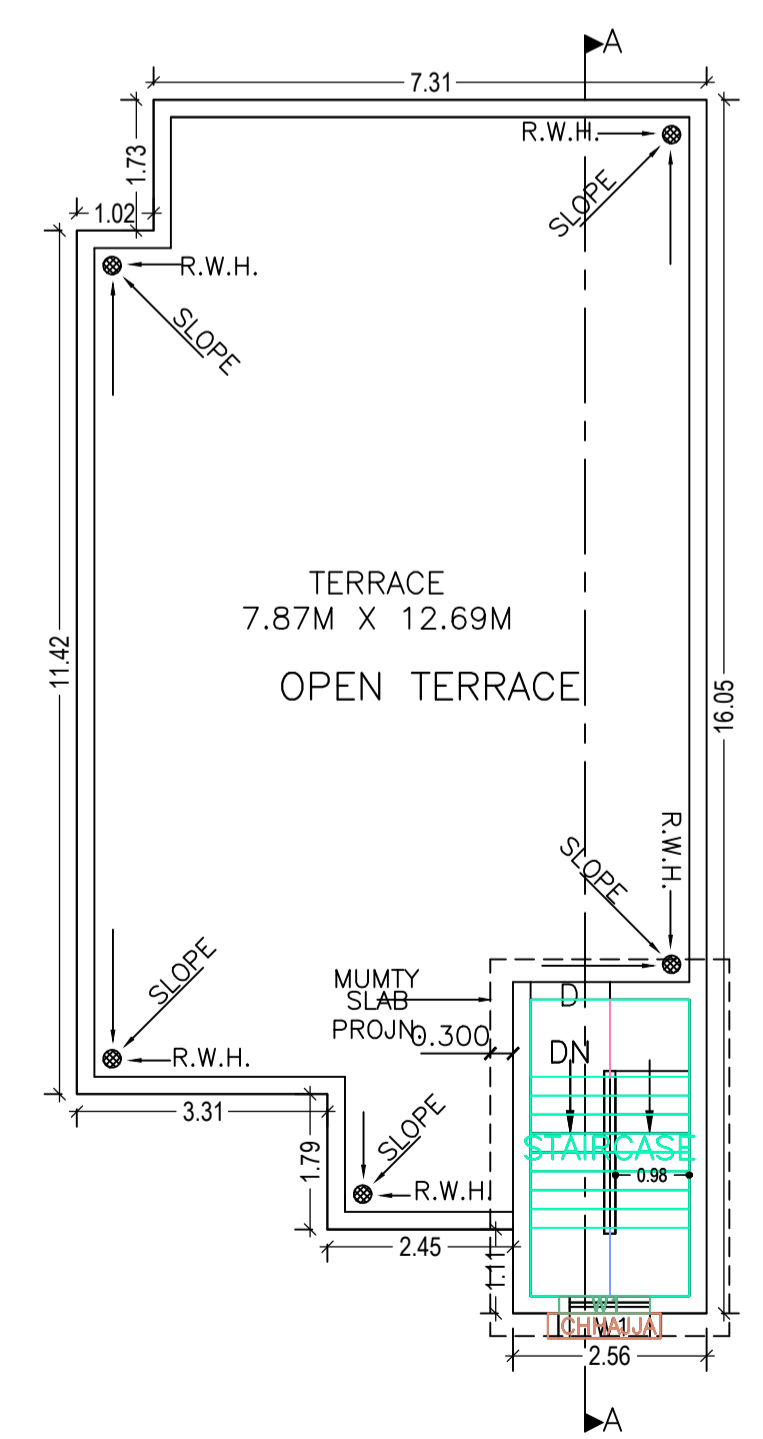 A
7.31
R.W.H.
1.73
SLOPE
1.02
R.W.H.
SLOPE
TERRACE
7.87M X 12.69M
11.42
OPEN TERRACE
16.05
R.W.H.
SLOPE
SLOPE
MUMTY
SLAB
PROJN.
0.300
D
DN
R.W.H.
3.31
SLOPE
STAIRCASE
1.79
0.98
R.W.H.
2.45
1.11
W1
CHHAJJA
2.56
A